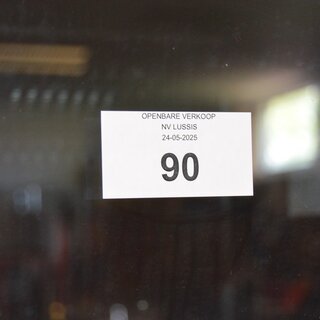 OPENBARE VERKOOP
NV LUSSIS
24-05-2025
90